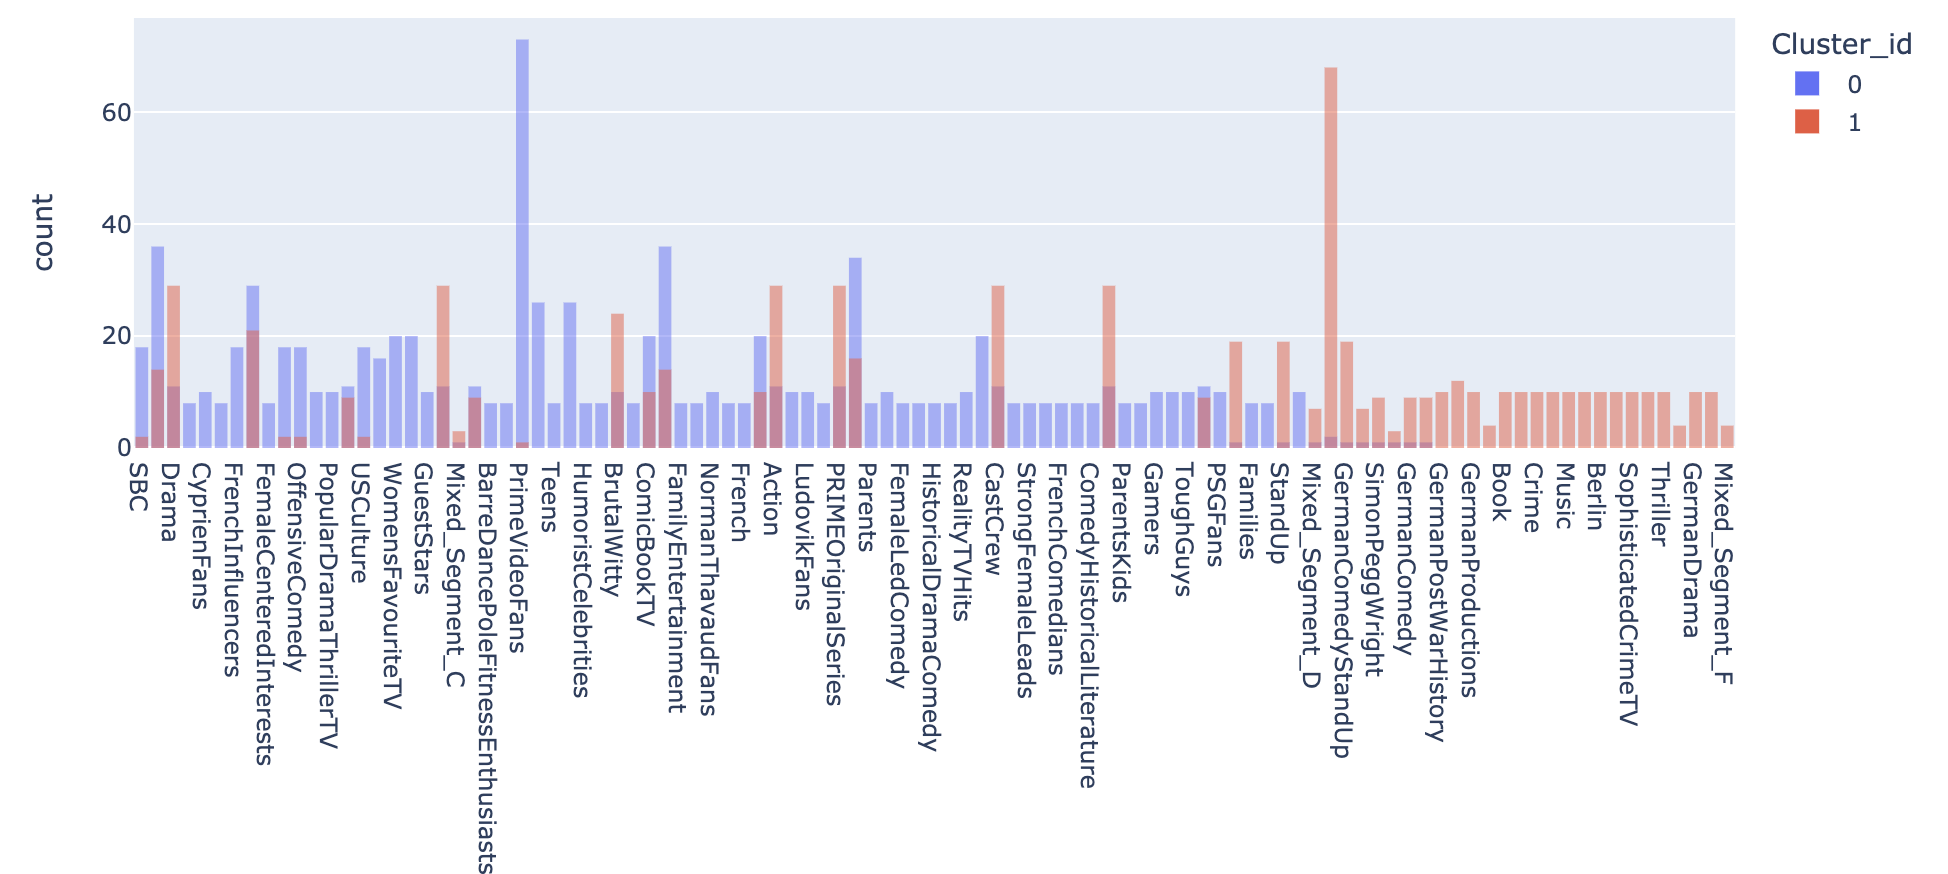 Cluster_id
0
1
count
60
40
20
0
SBC
Drama
CyprienFans
FrenchInfluencers
FemaleCenteredInterests
OffensiveComedy
PopularDramaThrillerTV
USCulture
WomensFavouriteTV
GuestStars
Mixed_Segment_C
BarreDancePoleFitnessEnthusiasts
PrimeVideoFans
Teens
HumoristCelebrities
BrutalWitty
ComicBookTV
FamilyEntertainment
NormanThavaudFans
French
Action
LudovikFans
PRIMEOriginalSeries
Parents
FemaleLedComedy
HistoricalDramaComedy
RealityTVHits
CastCrew
StrongFemaleLeads
FrenchComedians
ComedyHistoricalLiterature
ParentsKids
Gamers
ToughGuys
PSGFans
Families
StandUp
Mixed_Segment_D
GermanComedyStandUp
SimonPeggWright
GermanComedy
GermanPostWarHistory
GermanProductions
Book
Crime
Music
Berlin
SophisticatedCrimeTV
Thriller
GermanDrama
Mixed_Segment_F